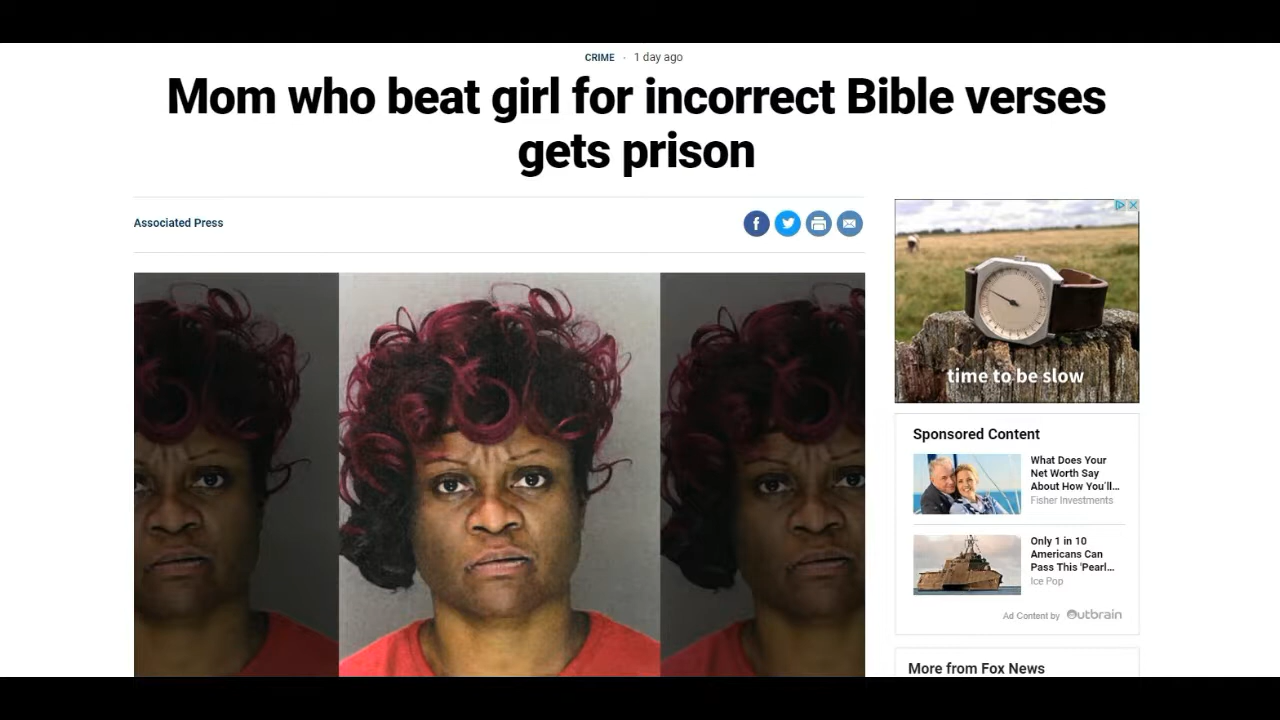 CRIME · 1 day ago
Mom who beat girl for incorrect Bible verses
gets prison
Associated Press
time to be slow
Sponsored Content
What Does Your
Net Worth Say
About How You'll...
Fisher Investments
Only 1 in 10
Americans Can
Pass This 'Pearl...
Ice Pop
Ad Content by Outbrain
More from Fox News